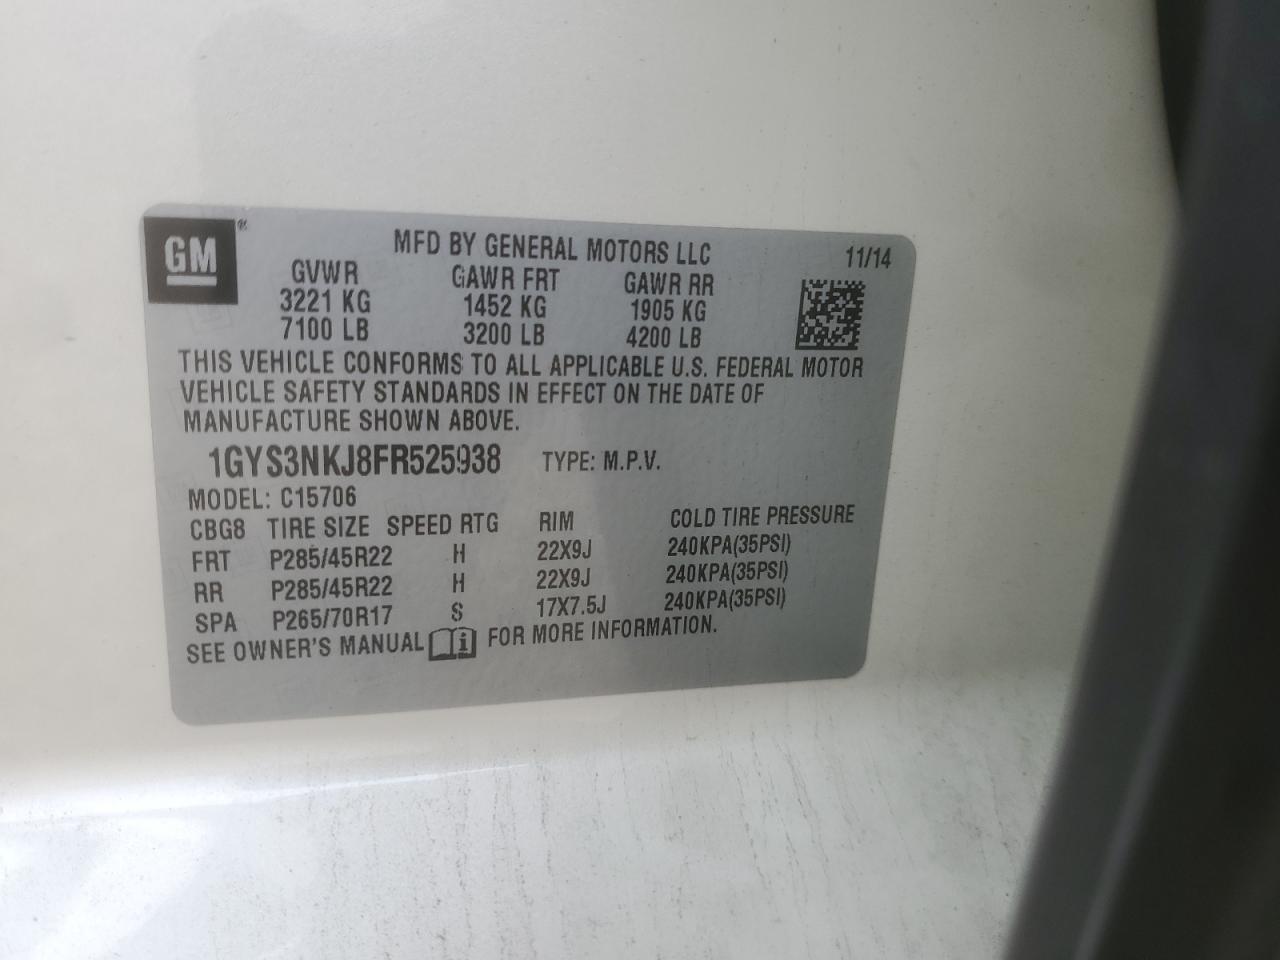 GM®
MFD BY GENERAL MOTORS LLC 11/14
GVWR GAWR FRT GAWR RR
3221 KG 1452 KG 1905 KG
7100 LB 3200 LB 4200 LB
THIS VEHICLE CONFORMS TO ALL APPLICABLE U.S. FEDERAL MOTOR
VEHICLE SAFETY STANDARDS IN EFFECT ON THE DATE OF
MANUFACTURE SHOWN ABOVE.
1GYS3NKJ8FR525938 TYPE: M.P.V.
MODEL: C15706
CBG8 TIRE SIZE SPEED RTG RIM COLD TIRE PRESSURE
FRT P285/45R22 H 22X9J 240KPA(35PSI)
RR P285/45R22 H 22X9J 240KPA(35PSI)
SPA P265/70R17 S 17X7.5J 240KPA(35PSI)
SEE OWNER'S MANUAL i FOR MORE INFORMATION.